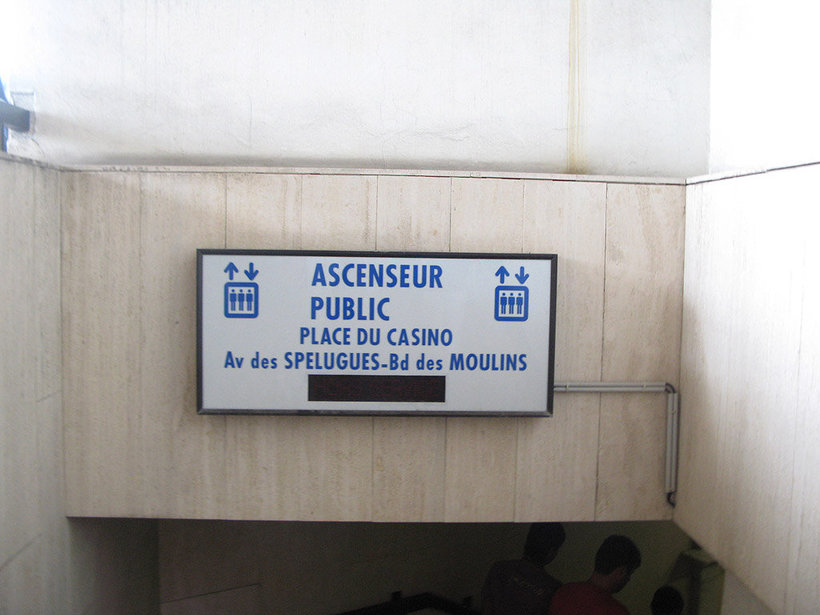 ASCENSEUR
PUBLIC
PLACE DU CASINO
Av des SPELUGUES-Bd des MOULINS